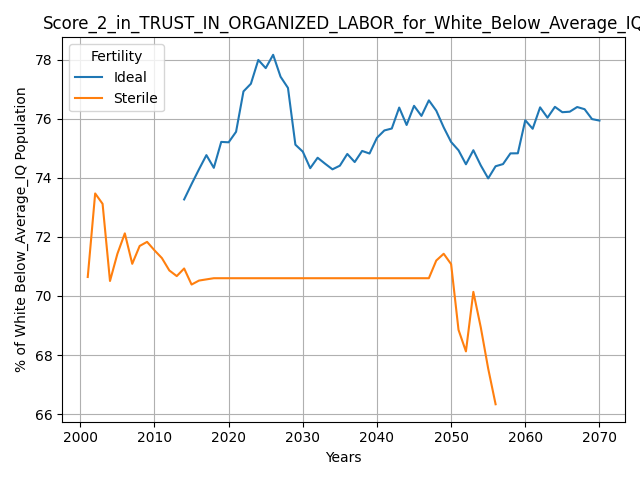 Score_2_in_TRUST_IN_ORGANIZED_LABOR_for_White_Below_Average_IQ
Fertility
Ideal
Sterile
% of White Below_Average_IQ Population
78
76
74
72
70
68
66
2000 2010 2020 2030 2040 2050 2060 2070
Years